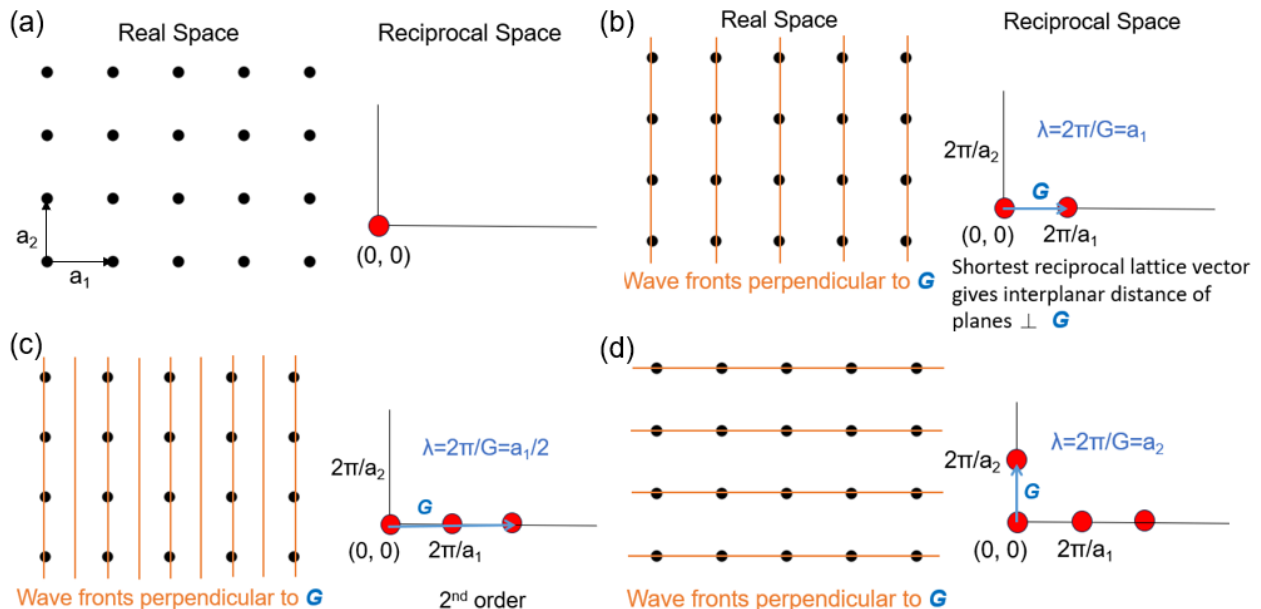 (a)
Real Space
Reciprocal Space
a₂
a₁
(0, 0)
(b)
Real Space
Reciprocal Space
λ=2π/G=a₁
2π/a₂
G
(0, 0)
2π/a₁
Wave fronts perpendicular to G
Shortest reciprocal lattice vector
gives interplanar distance of
planes ⊥ G
(c)
λ=2π/G=a₁/2
2π/a₂
G
(0, 0)
2π/a₁
Wave fronts perpendicular to G
2ⁿᵈ order
(d)
λ=2π/G=a₂
2π/a₂
G
(0, 0)
2π/a₁
Wave fronts perpendicular to G